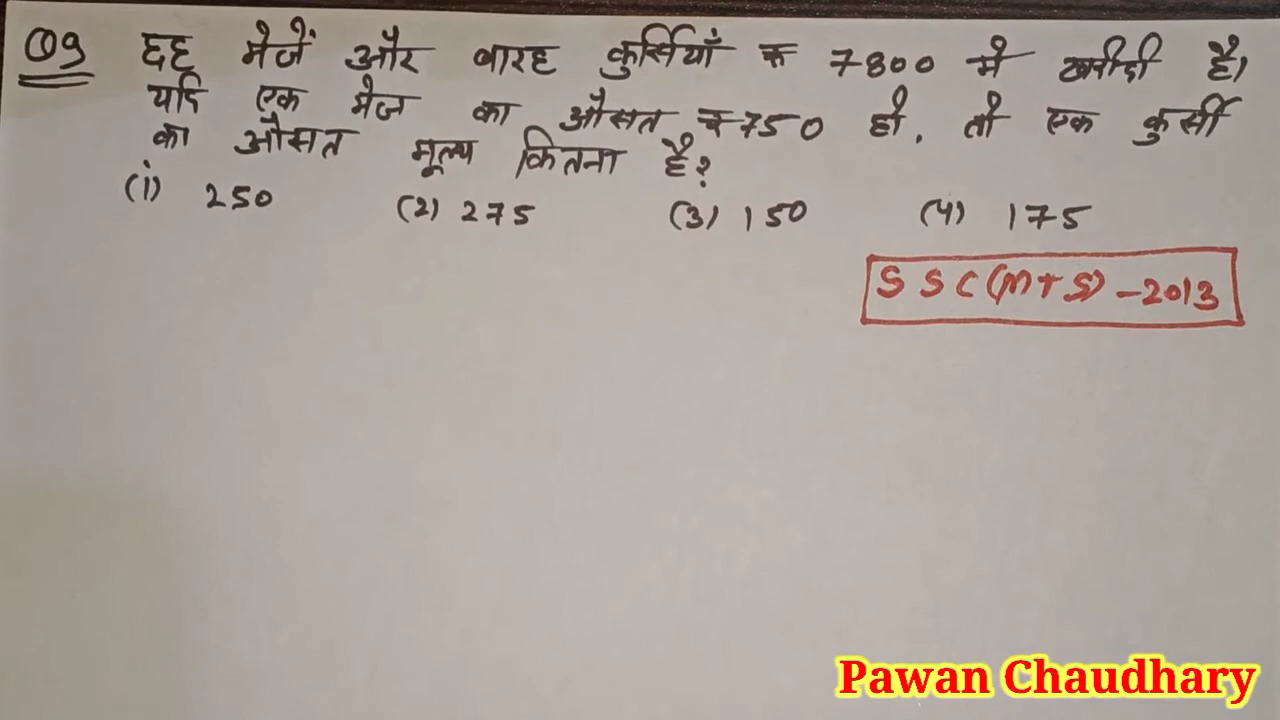 Q9 छह मेजें और बारह कुर्सियाँ ₹ 7800 में खरीदी है।
यदि एक मेज का औसत ₹750 हो, तो एक कुर्सी
का औसत मूल्य कितना है?
(1) 250 (2) 275 (3) 150 (4) 175
SSC(MTS)-2013
Pawan Chaudhary